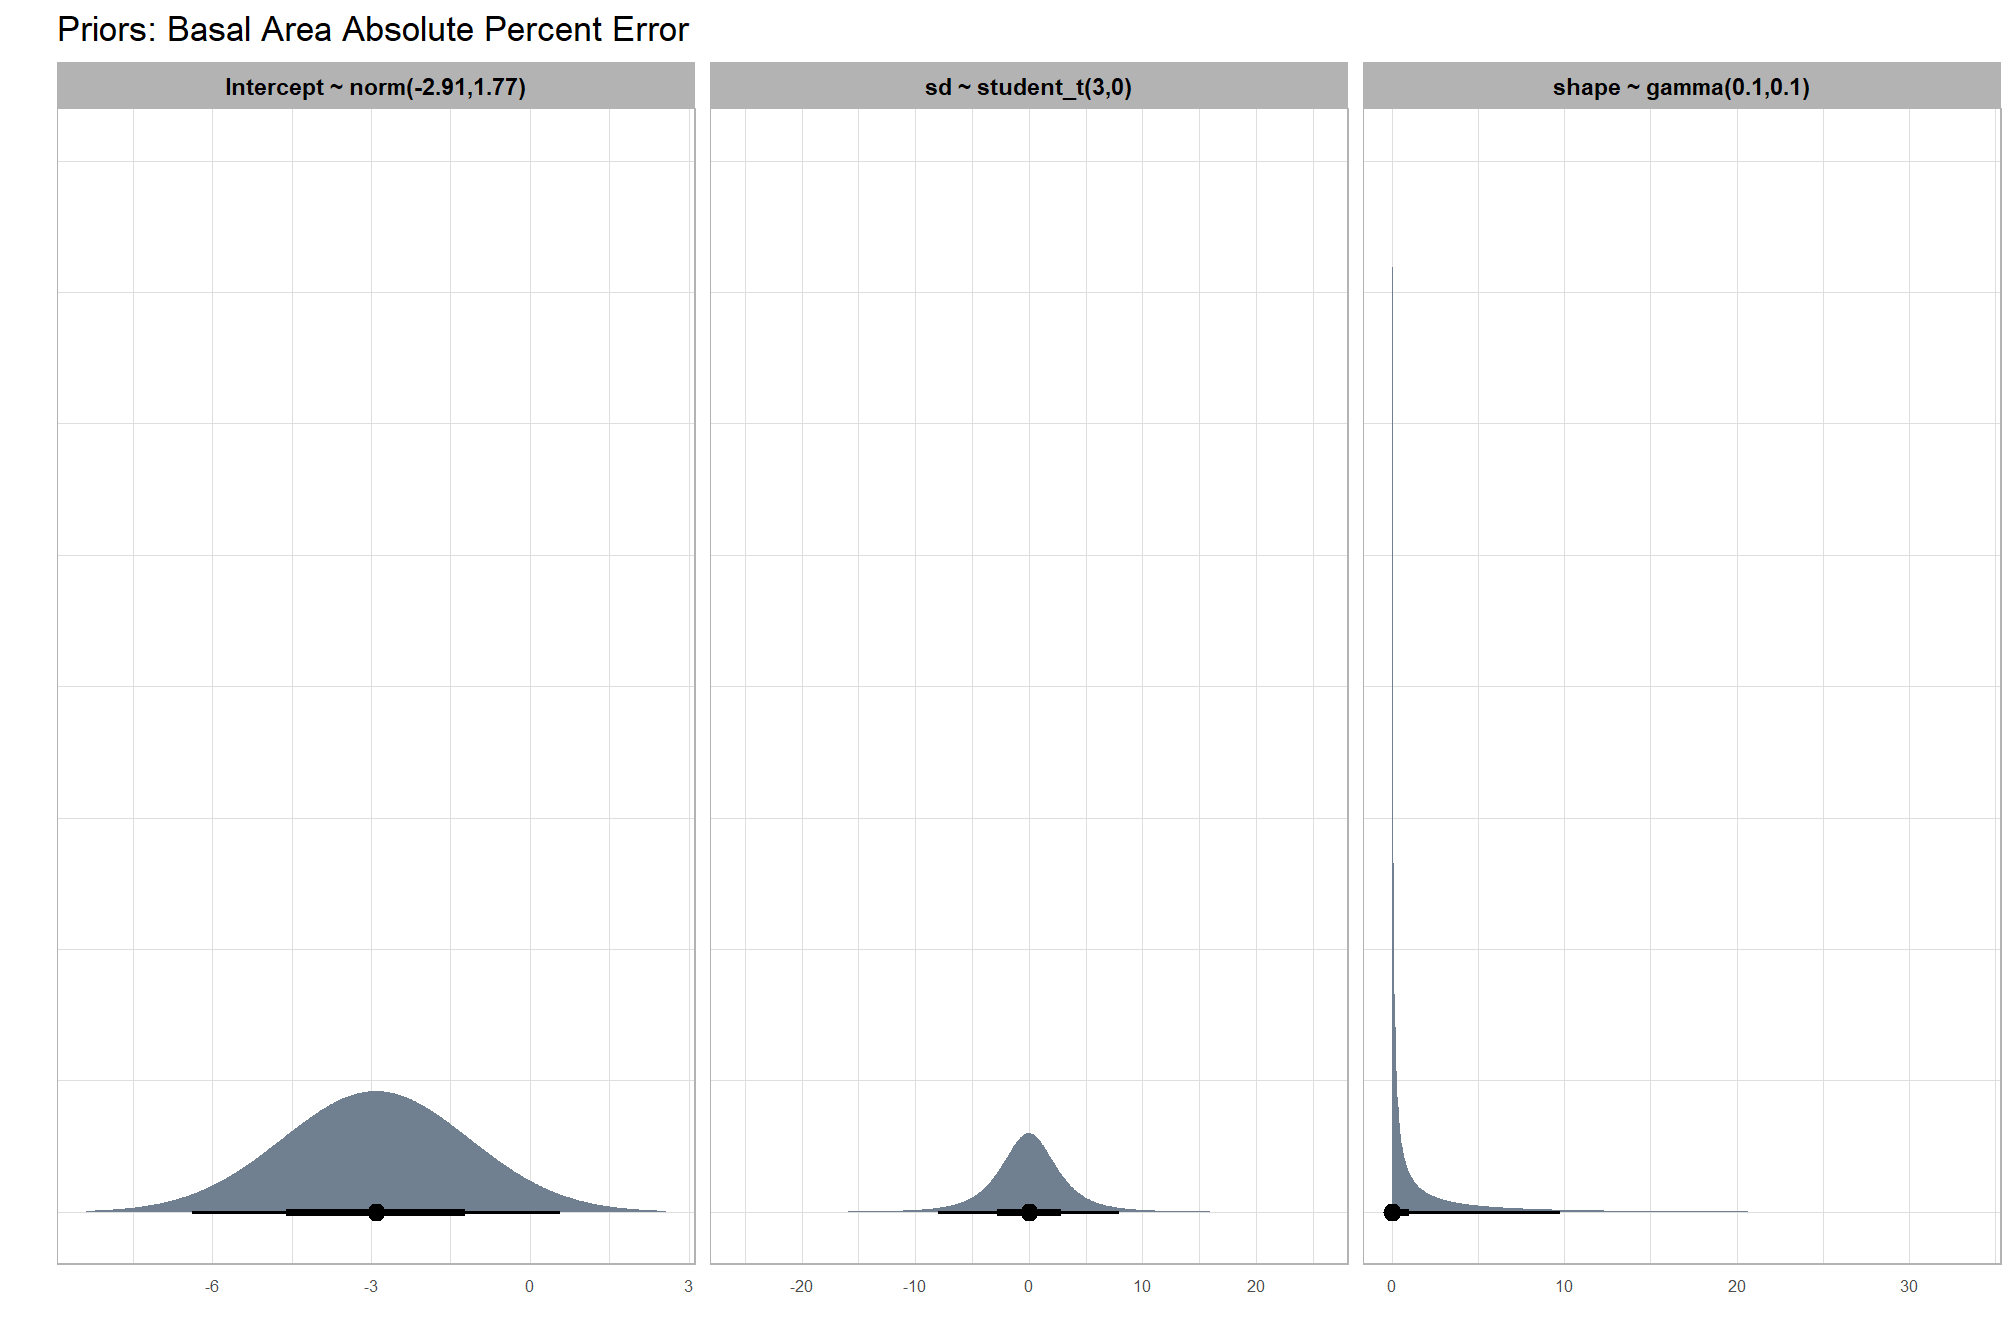 Priors: Basal Area Absolute Percent Error
Intercept ~ norm(-2.91,1.77)
sd ~ student_t(3,0)
shape ~ gamma(0.1,0.1)
-6 -3 0 3
-20 -10 0 10 20
0 10 20 30